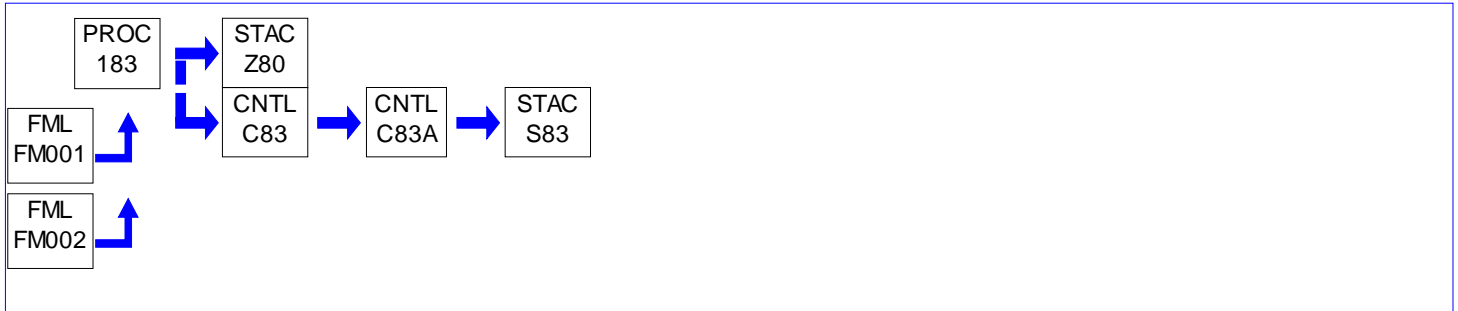 PROC
183
STAC
Z80
CNTL
C83
CNTL
C83A
STAC
S83
FML
FM001
FML
FM002